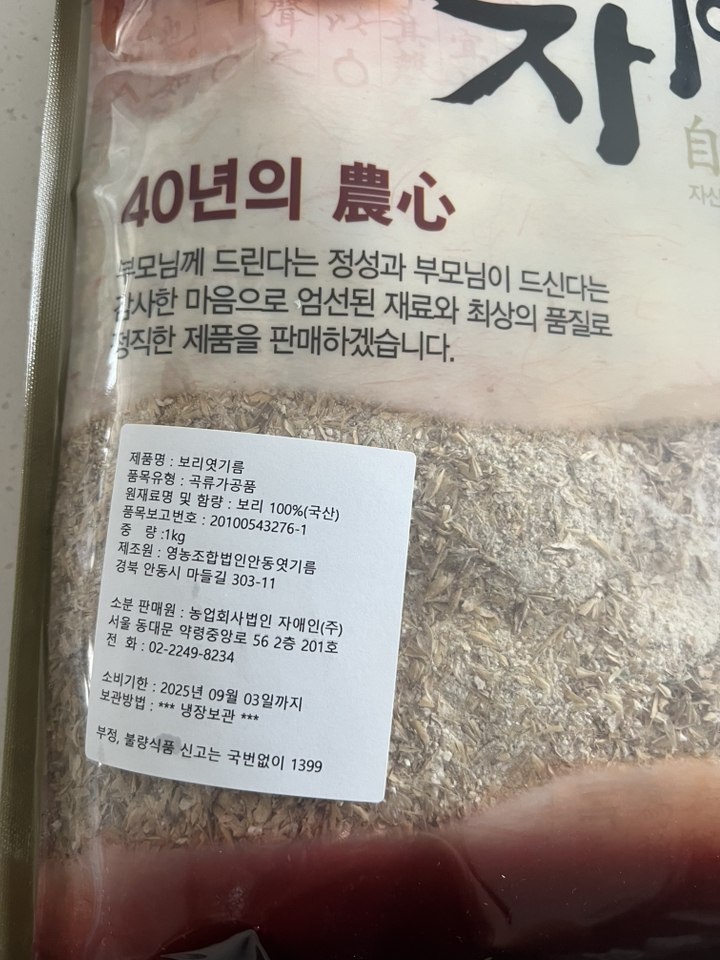 자
自
자신
40년의 農心
부모님께 드린다는 정성과 부모님이 드신다는
감사한 마음으로 엄선된 재료와 최상의 품질로
정직한 제품을 판매하겠습니다.
제품명 : 보리엿기름
품목유형 : 곡류가공품
원재료명 및 함량 : 보리 100%(국산)
품목보고번호 : 20100543276-1
중 량 :1kg
제조원 : 영농조합법인안동엿기름
경북 안동시 마들길 303-11
소분 판매원 : 농업회사법인 자애인(주)
서울 동대문 약령중앙로 56 2층 201호
전 화 : 02-2249-8234
소비기한 : 2025년 09월 03일까지
보관방법 : *** 냉장보관 ***
부정, 불량식품 신고는 국번없이 1399